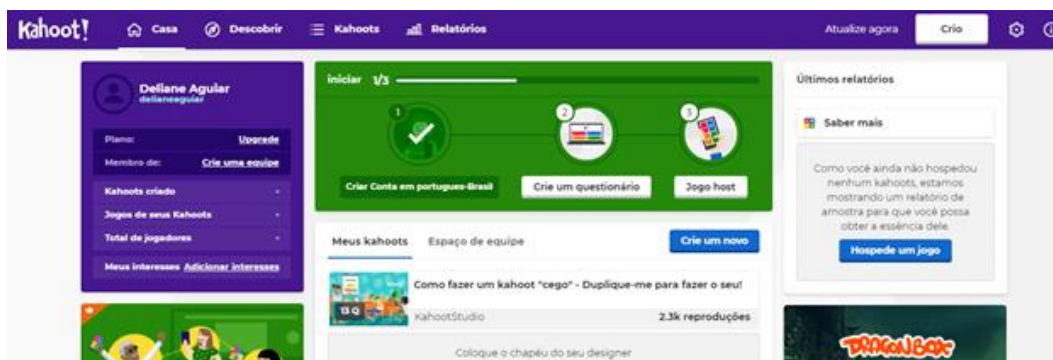 Kahoot!
Casa
Descobrir
Kahoots
Relatórios
Atualize agora
Crio
Deliane Aguiar
delianeaguiar
Plano:
Upgrade
Membro de:
Crie uma equipe
Kahoots criado
-
Jogos de seus Kahoots
-
Total de jogadores
-
Meus interesses Adicionar interesses
iniciar 1/3
1
2
3
Criar Conta em portugues-Brasil
Crie um questionário
Jogo host
Meus kahoots
Espaço de equipe
Crie um novo
Como fazer um kahoot "cego" - Duplique-me para fazer o seu!
13 Q
KahootStudio
2.3k reproduções
Coloque o chapéu do seu designer
Últimos relatórios
Saber mais
Como você ainda não hospedou
nenhum kahoots, estamos
mostrando um relatório de
amostra para que você possa
obter a essência dele.
Hospede um jogo
DRAGONBOX